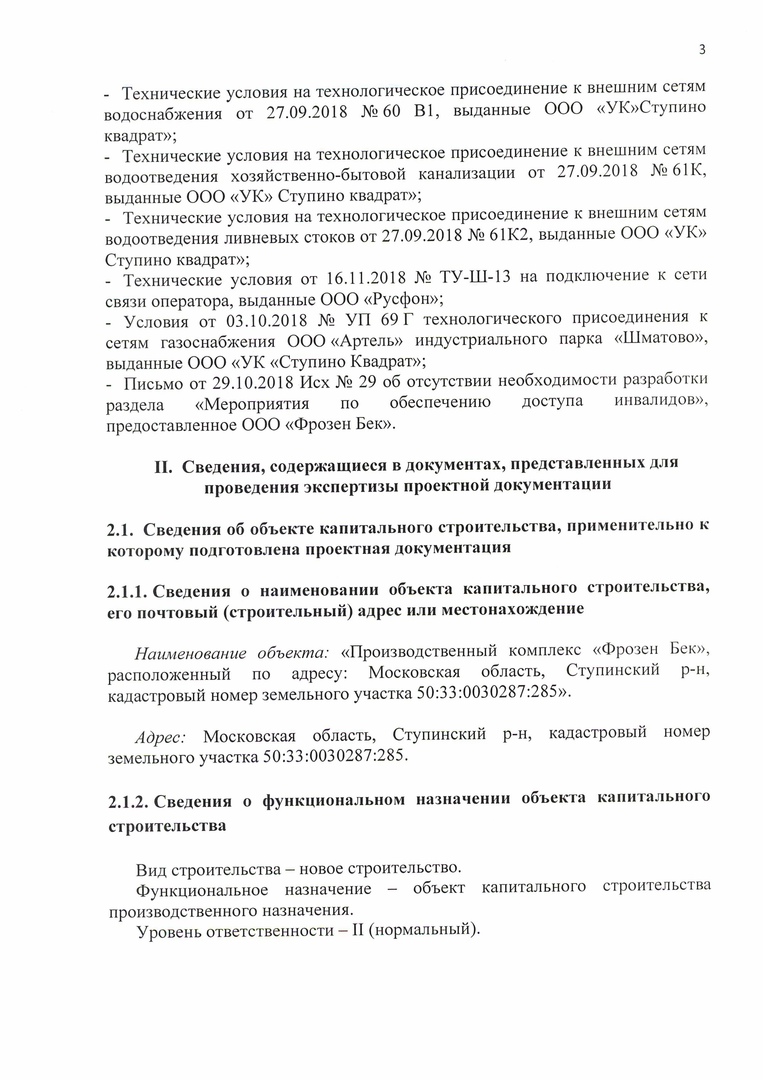 3
- Технические условия на технологическое присоединение к внешним сетям
водоснабжения от 27.09.2018 № 60 В1, выданные ООО «УК»Ступино
квадрат»;
- Технические условия на технологическое присоединение к внешним сетям
водоотведения хозяйственно-бытовой канализации от 27.09.2018 № 61К,
выданные ООО «УК» Ступино квадрат»;
- Технические условия на технологическое присоединение к внешним сетям
водоотведения ливневых стоков от 27.09.2018 № 61К2, выданные ООО «УК»
Ступино квадрат»;
- Технические условия от 16.11.2018 № ТУ-Ш-13 на подключение к сети
связи оператора, выданные ООО «Русфон»;
- Условия от 03.10.2018 № УП 69 Г технологического присоединения к
сетям газоснабжения ООО «Артель» индустриального парка «Шматово»,
выданные ООО «УК «Ступино Квадрат»;
- Письмо от 29.10.2018 Исх № 29 об отсутствии необходимости разработки
раздела «Мероприятия по обеспечению доступа инвалидов»,
предоставленное ООО «Фрозен Бек».
II. Сведения, содержащиеся в документах, представленных для
проведения экспертизы проектной документации
2.1. Сведения об объекте капитального строительства, применительно к
которому подготовлена проектная документация
2.1.1. Сведения о наименовании объекта капитального строительства,
его почтовый (строительный) адрес или местонахождение
Наименование объекта: «Производственный комплекс «Фрозен Бек»,
расположенный по адресу: Московская область, Ступинский р-н,
кадастровый номер земельного участка 50:33:0030287:285».
Адрес: Московская область, Ступинский р-н, кадастровый номер
земельного участка 50:33:0030287:285.
2.1.2. Сведения о функциональном назначении объекта капитального
строительства
Вид строительства – новое строительство.
Функциональное назначение – объект капитального строительства
производственного назначения.
Уровень ответственности – II (нормальный).